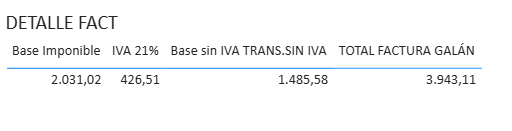 DETALLE FACT
Base Imponible IVA 21% Base sin IVA TRANS.SIN IVA TOTAL FACTURA GALÁN
2.031,02 426,51 1.485,58 3.943,11